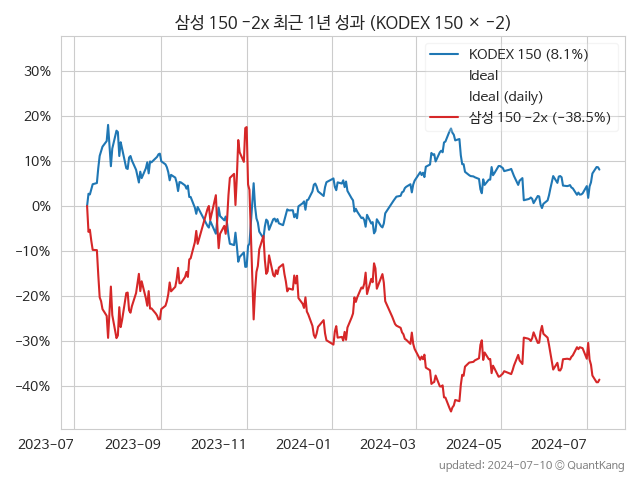 삼성 150 −2x 최근 1년 성과 (KODEX 150 × −2)
KODEX 150 (8.1%)
Ideal
Ideal (daily)
삼성 150 −2x (−38.5%)
30%
20%
10%
0%
−10%
−20%
−30%
−40%
2023-07
2023-09
2023-11
2024-01
2024-03
2024-05
2024-07
updated: 2024-07-10 © QuantKang